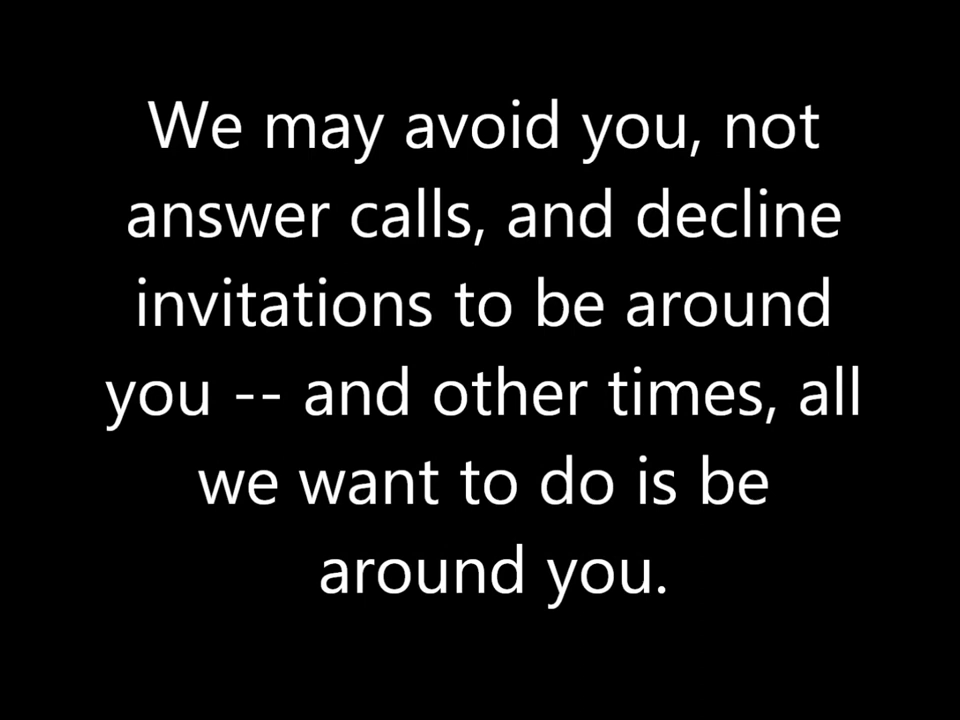 We may avoid you, not
answer calls, and decline
invitations to be around
you -- and other times, all
we want to do is be
around you.